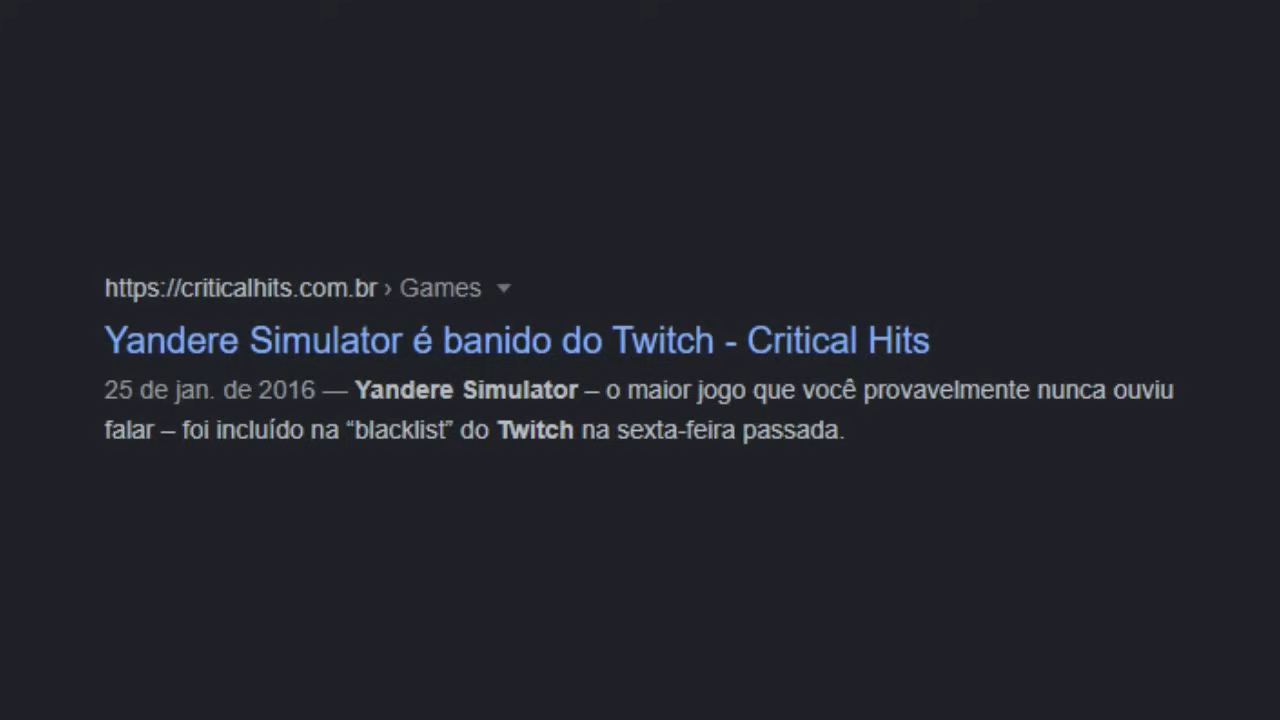 https://criticalhits.com.br › Games
Yandere Simulator é banido do Twitch - Critical Hits
25 de jan. de 2016 — Yandere Simulator – o maior jogo que você provavelmente nunca ouviu
falar – foi incluído na “blacklist” do Twitch na sexta-feira passada.